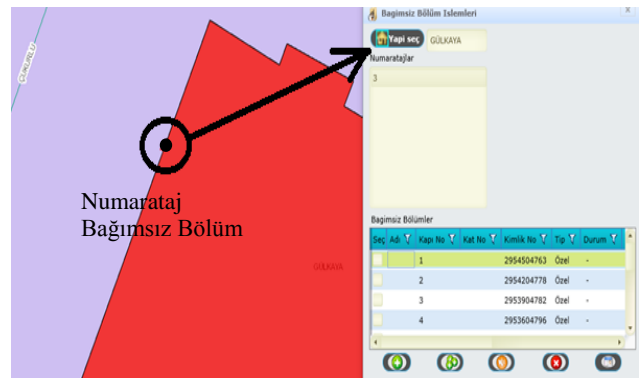 Bagimsiz Bölüm Islemleri
x
Yapi seç
GÜLKAYA
Numaratajlar
3
Numarataj
Bağımsız Bölüm
GÜLKAYA
Bagimsiz Bölümler
Seç Adı Kapı No Kat No Kimlik No Tip Durum
1 2954504763 Özel -
2 2954204778 Özel -
3 2953904782 Özel -
4 2953604796 Özel -